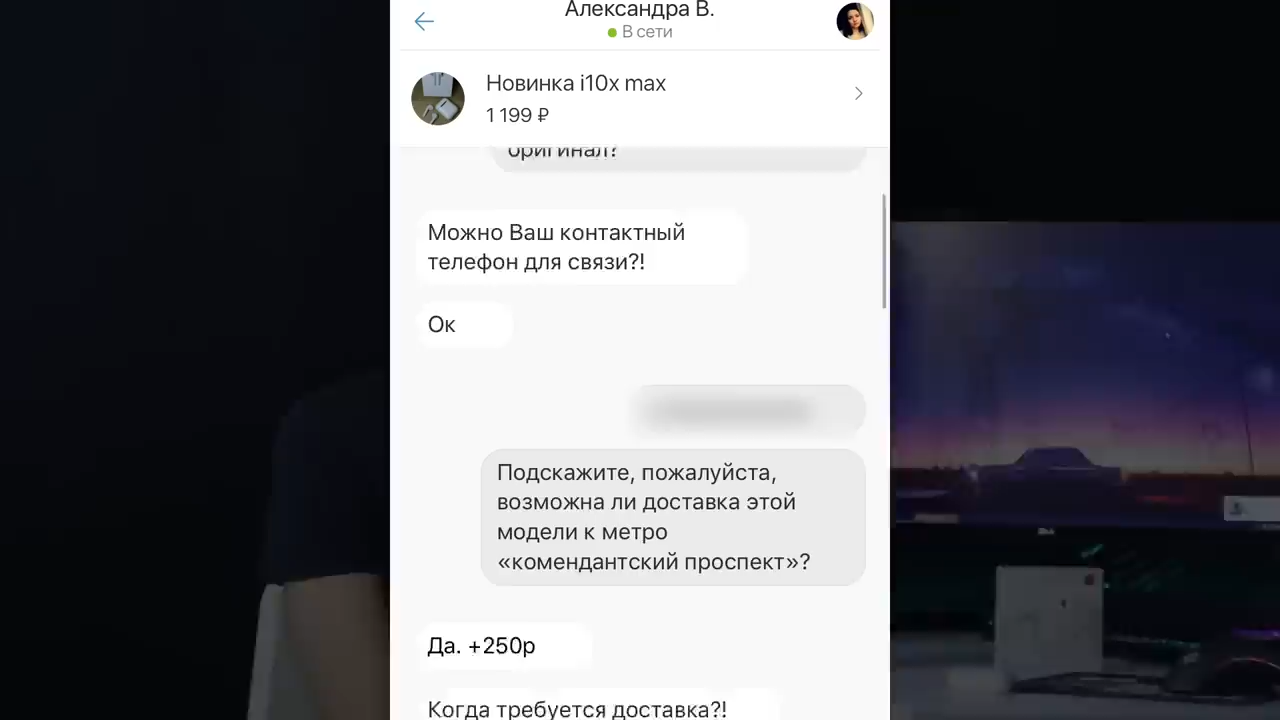 Александра В.
В сети
Новинка i10x max
1 199 ₽
оригинал?
Можно Ваш контактный
телефон для связи?!
Ок
Подскажите, пожалуйста,
возможна ли доставка этой
модели к метро
«комендантский проспект»?
Да. +250р
Когда требуется доставка?!